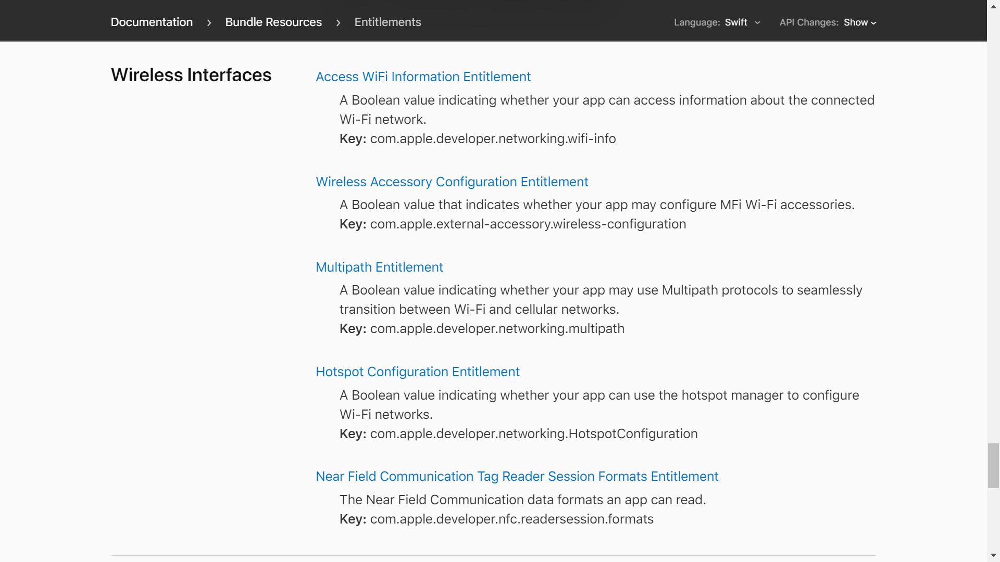 Documentation > Bundle Resources > Entitlements Language: Swift API Changes: Show
Wireless Interfaces
Access WiFi Information Entitlement
A Boolean value indicating whether your app can access information about the connected
Wi-Fi network.
Key: com.apple.developer.networking.wifi-info
Wireless Accessory Configuration Entitlement
A Boolean value that indicates whether your app may configure MFi Wi-Fi accessories.
Key: com.apple.external-accessory.wireless-configuration
Multipath Entitlement
A Boolean value indicating whether your app may use Multipath protocols to seamlessly
transition between Wi-Fi and cellular networks.
Key: com.apple.developer.networking.multipath
Hotspot Configuration Entitlement
A Boolean value indicating whether your app can use the hotspot manager to configure
Wi-Fi networks.
Key: com.apple.developer.networking.HotspotConfiguration
Near Field Communication Tag Reader Session Formats Entitlement
The Near Field Communication data formats an app can read.
Key: com.apple.developer.nfc.readersession.formats